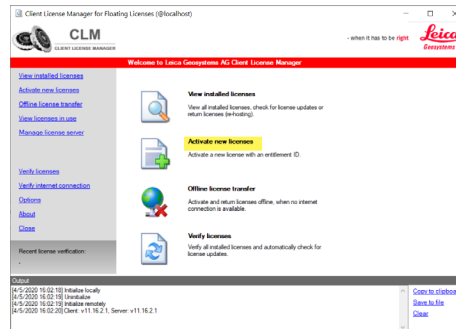 Client License Manager for Floating Licenses (@localhost)
CLM
CLIENT LICENSE MANAGER
- when it has to be right
Leica
Geosystems
Welcome to Leica Geosystems AG Client License Manager
View installed licenses
Activate new licenses
Offline license transfer
View licenses in use
Manage license server
Verify licenses
Verify internet connection
Options
About
Close
Recent license verification:
-
View installed licenses
View all installed licenses, check for license updates or
return licenses (re-hosting).
Activate new licenses
Activate a new license with an entitlement ID.
Offline license transfer
Activate and return licenses offline, when no internet
connection is available.
Verify licenses
Verify all installed licenses and automatically check for
license updates.
Output
[4/5/2020 16:02:18] Initialize locally
[4/5/2020 16:02:19] Uninitialize
[4/5/2020 16:02:19] Initialize remotely
[4/5/2020 16:02:20] Client: v11.16.2.1, Server: v11.16.2.1
Copy to clipboa
Save to file
Clear